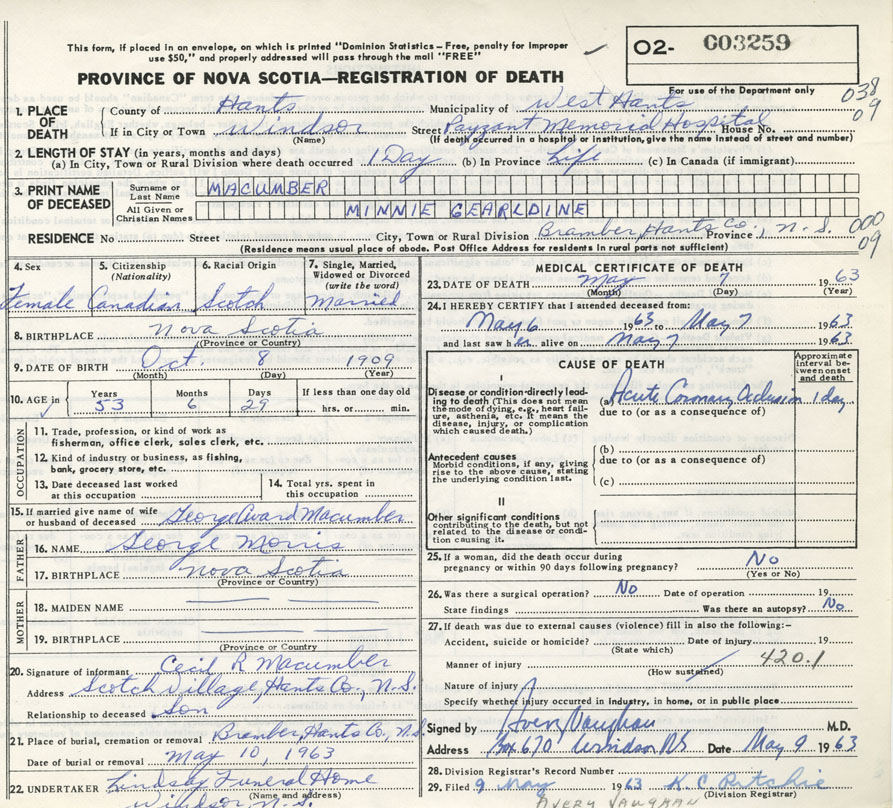 This form, if placed in an envelope, on which is printed "Dominion Statistics – Free, penalty for improper
use $50," and properly addressed will pass through the mail "FREE"
02- 003259
For use of the Department only
PROVINCE OF NOVA SCOTIA—REGISTRATION OF DEATH
038
09
1. PLACE OF DEATH
County of Hants Municipality of West Hants
If in City or Town Windsor Street Payzant Memorial Hospital House No.
(Name) (If death occurred in a hospital or institution, give the name instead of street and number)
2. LENGTH OF STAY (in years, months and days)
(a) In City, Town or Rural Division where death occurred 1 Day (b) In Province Life (c) In Canada (if immigrant)
3. PRINT NAME OF DECEASED
Surname or Last Name MACUMBER
All Given or Christian Names MINNIE GEARLDINE
RESIDENCE No Street City, Town or Rural Division Bramber, Hants Co., Province N.S.
000
09
(Residence means usual place of abode. Post Office Address for residents in rural parts not sufficient)
4. Sex
Female
5. Citizenship (Nationality)
Canadian
6. Racial Origin
Scotch
7. Single, Married, Widowed or Divorced (write the word)
Married
8. BIRTHPLACE Nova Scotia
(Province or Country)
9. DATE OF BIRTH Oct. 8 1909
(Month) (Day) (Year)
10. AGE in Years Months Days If less than one day old
53 6 29 hrs. or min.
OCCUPATION
11. Trade, profession, or kind of work as
fisherman, office clerk, sales clerk, etc.
12. Kind of industry or business, as fishing,
bank, grocery store, etc.
13. Date deceased last worked
at this occupation
14. Total yrs. spent in
this occupation
15. If married give name of wife
or husband of deceased George Award Macumber
FATHER
16. NAME George Morris
17. BIRTHPLACE Nova Scotia
(Province or Country)
MOTHER
18. MAIDEN NAME
19. BIRTHPLACE
(Province or Country
20. Signature of informant Cecil R Macumber
Address Scotch Village, Hants Co., N.S.
Relationship to deceased Son
21. Place of burial, cremation or removal Bramber, Hants Co., N.S.
Date of burial or removal May 10, 1963
22. UNDERTAKER Lindsay Funeral Home
(Name and address)
Windsor, N.S.
MEDICAL CERTIFICATE OF DEATH
23. DATE OF DEATH May 7 1963
(Month) (Day) (Year)
24. I HEREBY CERTIFY that I attended deceased from:
May 6 1963 to May 7 1963
and last saw h alive on May 7 1963
CAUSE OF DEATH
Approximate interval between onset and death
I
Disease or condition directly leading to death (This does not mean the mode of dying, e.g., heart failure, asthenia, etc. It means the disease, injury, or complication which caused death.)
(a) Acute Coronary Occlusion 1 day
due to (or as a consequence of)
Antecedent causes
Morbid conditions, if any, giving rise to the above cause, stating the underlying condition last.
(b)
due to (or as a consequence of)
(c)
II
Other significant conditions
contributing to the death, but not related to the disease or condition causing it.
25. If a woman, did the death occur during
pregnancy or within 90 days following pregnancy? No
(Yes or No)
26. Was there a surgical operation? No Date of operation 19
State findings Was there an autopsy? No
27. If death was due to external causes (violence) fill in also the following:–
Accident, suicide or homicide? Date of injury 19
(State which)
Manner of injury 420.1
(How sustained)
Nature of injury
Specify whether injury occurred in Industry, in home, or in public place
Signed by Avery Vaughan M.D.
Address Box 670 Windsor NS Date May 9 1963
28. Division Registrar's Record Number
29. Filed 9 May 1963 K. C. Ritchie
(Division Registrar)
AVERY VAUGHAN